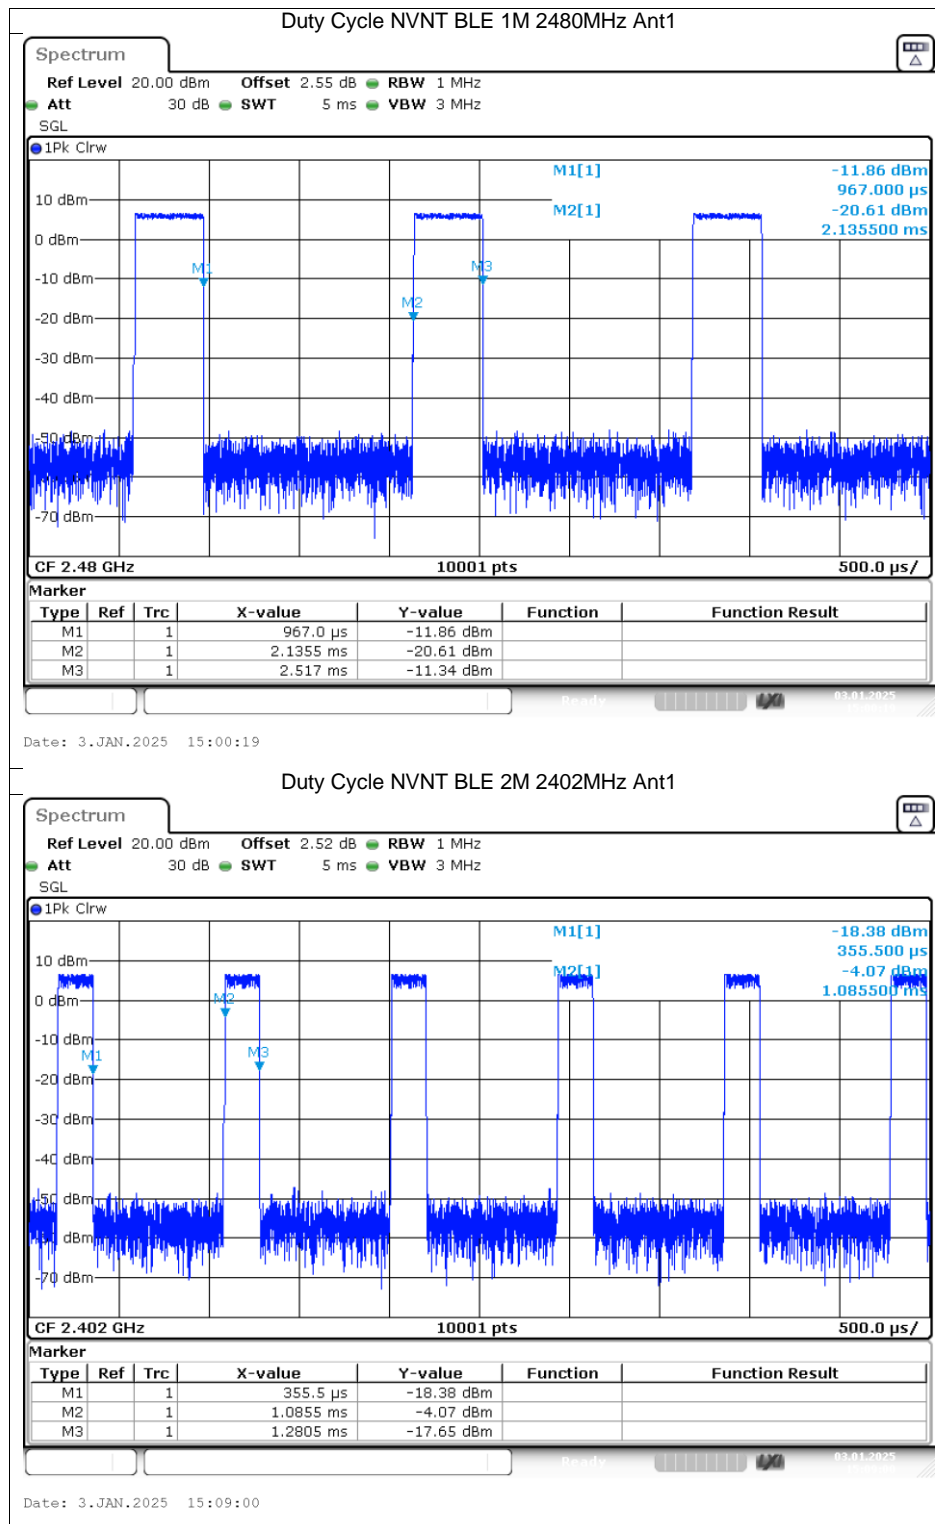 Duty Cycle NVNT BLE 1M 2480MHz Ant1
Spectrum
Ref Level 20.00 dBm Offset 2.55 dB RBW 1 MHz
Att 30 dB SWT 5 ms VBW 3 MHz
SGL
1Pk Clrw
M1[1] -11.86 dBm
967.000 µs
M2[1] -20.61 dBm
2.135500 ms
10 dBm
0 dBm
-10 dBm
-20 dBm
-30 dBm
-40 dBm
-50 dBm
-70 dBm
M1
M2
M3
CF 2.48 GHz 10001 pts 500.0 µs/
Marker
Type Ref Trc X-value Y-value Function Function Result
M1 1 967.0 µs -11.86 dBm
M2 1 2.1355 ms -20.61 dBm
M3 1 2.517 ms -11.34 dBm
Ready LXI 03.01.2025
Date: 3.JAN.2025 15:00:19
Duty Cycle NVNT BLE 2M 2402MHz Ant1
Spectrum
Ref Level 20.00 dBm Offset 2.52 dB RBW 1 MHz
Att 30 dB SWT 5 ms VBW 3 MHz
SGL
1Pk Clrw
M1[1] -18.38 dBm
355.500 µs
M2[1] -4.07 dBm
1.085500 ms
10 dBm
0 dBm
-10 dBm
-20 dBm
-30 dBm
-40 dBm
-50 dBm
-70 dBm
M1
M2
M3
CF 2.402 GHz 10001 pts 500.0 µs/
Marker
Type Ref Trc X-value Y-value Function Function Result
M1 1 355.5 µs -18.38 dBm
M2 1 1.0855 ms -4.07 dBm
M3 1 1.2805 ms -17.65 dBm
Ready LXI 03.01.2025
Date: 3.JAN.2025 15:09:00